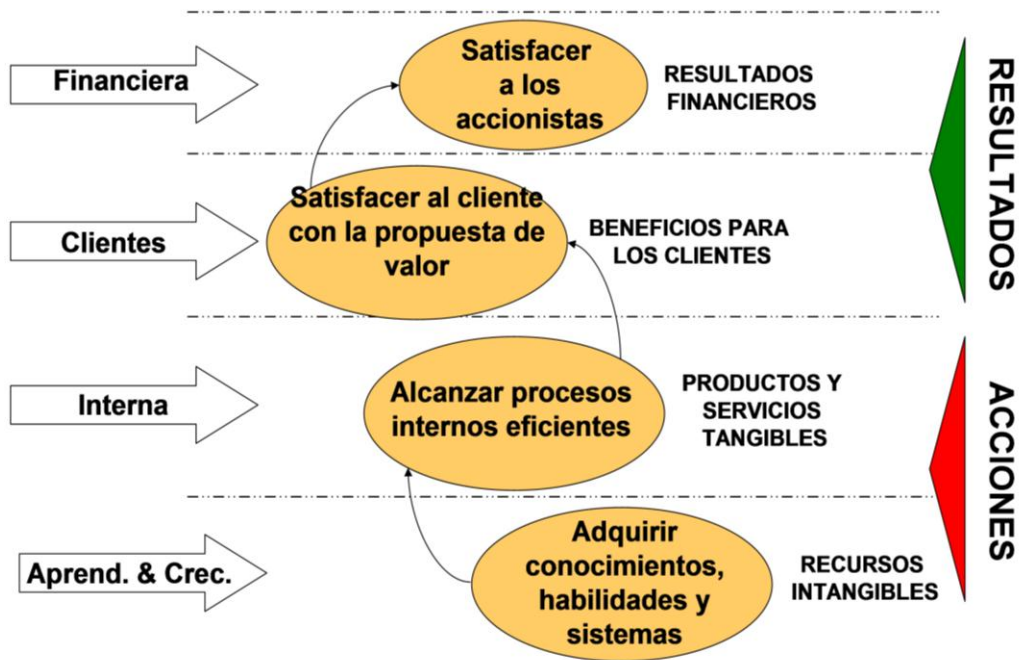 Financiera
Satisfacer
a los
accionistas
RESULTADOS
FINANCIEROS
Clientes
Satisfacer al cliente
con la propuesta de
valor
BENEFICIOS PARA
LOS CLIENTES
RESULTADOS
Interna
Alcanzar procesos
internos eficientes
PRODUCTOS Y
SERVICIOS
TANGIBLES
Aprend. & Crec.
Adquirir
conocimientos,
habilidades y
sistemas
RECURSOS
INTANGIBLES
ACCIONES